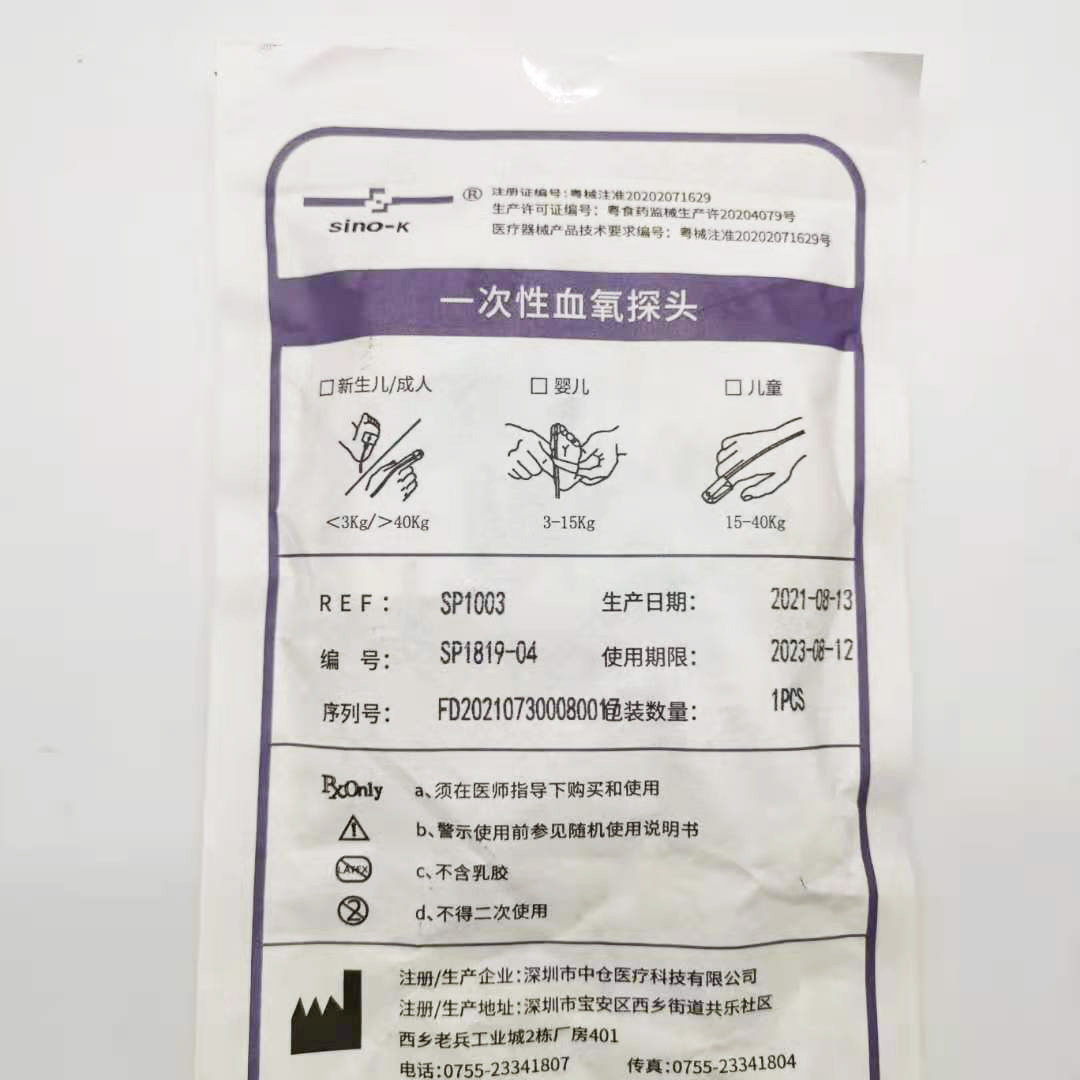 sino-K
®
注册证编号:粤械注准20202071629
生产许可证编号：粤食药监械生产许20204079号
医疗器械产品技术要求编号：粤械注准20202071629号
一次性血氧探头
□新生儿/成人
□婴儿
□儿童
<3Kg/>40Kg
3-15Kg
15-40Kg
REF： SP1003 生产日期： 2021-08-13
编 号： SP1819-04 使用期限： 2023-08-12
序列号： FD20210730008001 包装数量： 1PCS
RxOnly a、须在医师指导下购买和使用
b、警示使用前参见随机使用说明书
LATEX c、不含乳胶
2 d、不得二次使用
注册/生产企业:深圳市中仓医疗科技有限公司
注册/生产地址:深圳市宝安区西乡街道共乐社区
西乡老兵工业城2栋厂房401
电话:0755-23341807 传真:0755-23341804